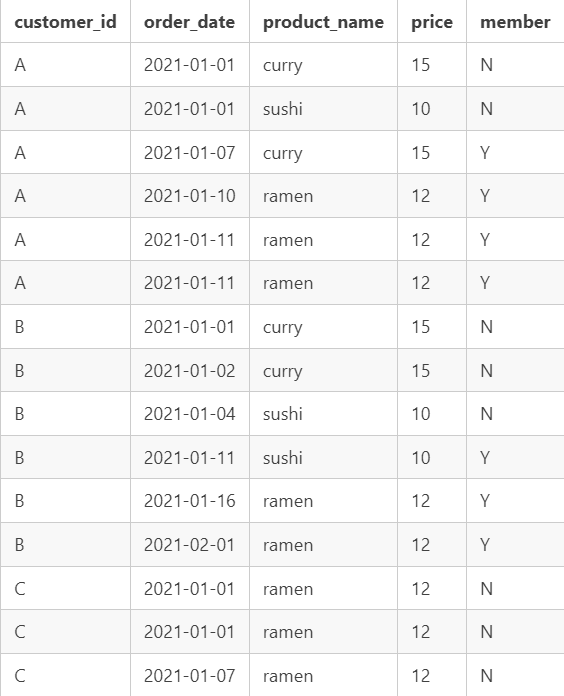 customer_id order_date product_name price member
A 2021-01-01 curry 15 N
A 2021-01-01 sushi 10 N
A 2021-01-07 curry 15 Y
A 2021-01-10 ramen 12 Y
A 2021-01-11 ramen 12 Y
A 2021-01-11 ramen 12 Y
B 2021-01-01 curry 15 N
B 2021-01-02 curry 15 N
B 2021-01-04 sushi 10 N
B 2021-01-11 sushi 10 Y
B 2021-01-16 ramen 12 Y
B 2021-02-01 ramen 12 Y
C 2021-01-01 ramen 12 N
C 2021-01-01 ramen 12 N
C 2021-01-07 ramen 12 N